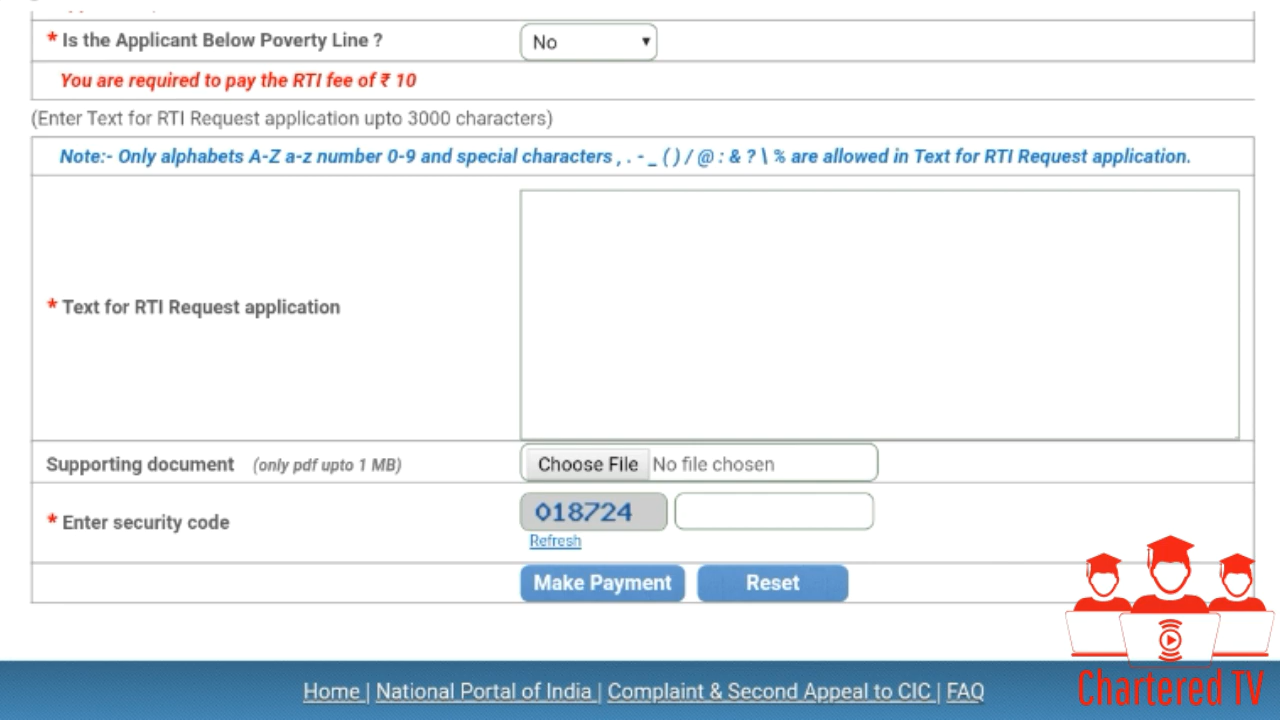 * Is the Applicant Below Poverty Line ? No ▼
You are required to pay the RTI fee of ₹ 10
(Enter Text for RTI Request application upto 3000 characters)
Note:- Only alphabets A-Z a-z number 0-9 and special characters , . - _ ( ) / @ : & ? \ % are allowed in Text for RTI Request application.
* Text for RTI Request application
Supporting document (only pdf upto 1 MB) Choose File No file chosen
* Enter security code 018724
Refresh
Make Payment Reset
Home | National Portal of India | Complaint & Second Appeal to CIC | FAQ
Chartered TV